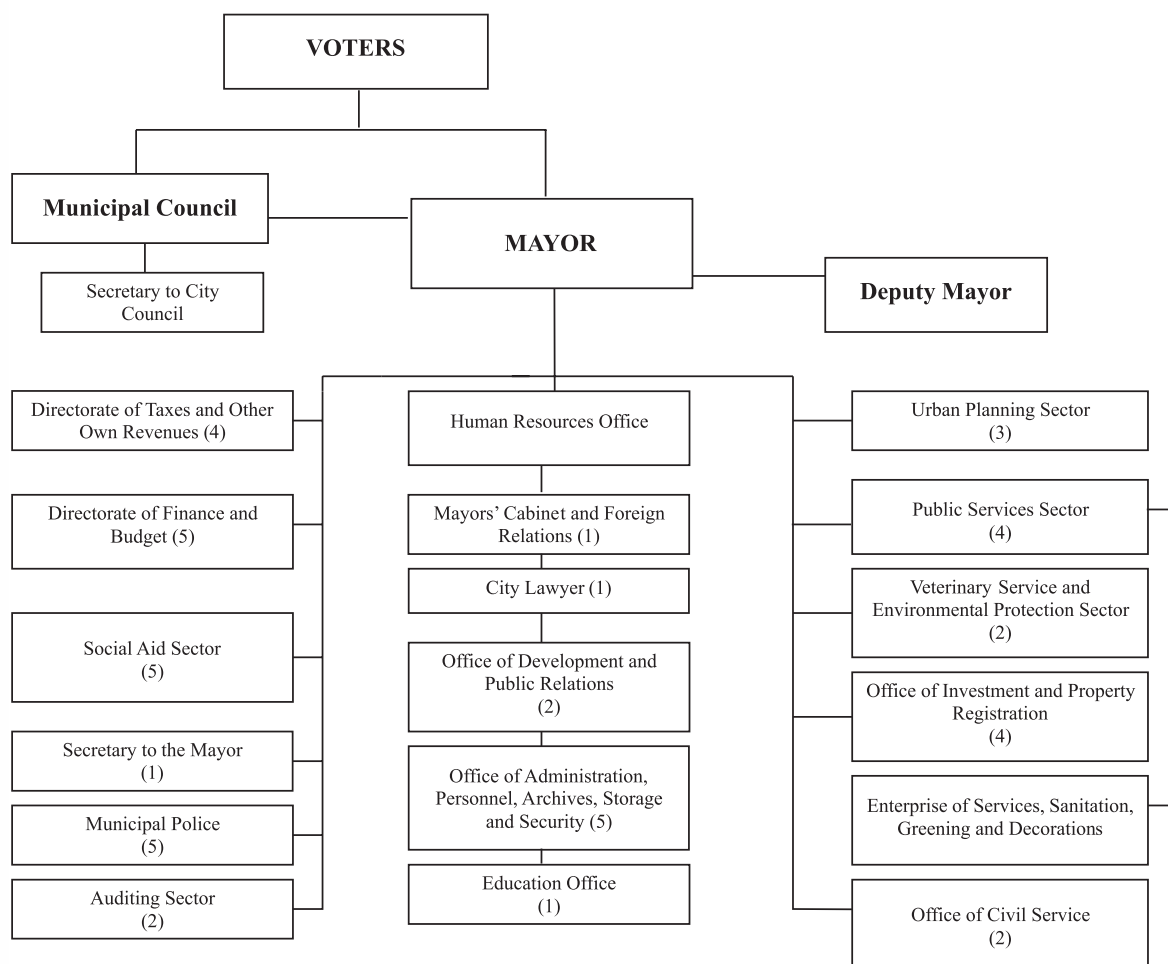 VOTERS
Municipal Council
MAYOR
Secretary to City
Council
Deputy Mayor
Directorate of Taxes and Other
Own Revenues (4)
Directorate of Finance and
Budget (5)
Social Aid Sector
(5)
Secretary to the Mayor
(1)
Municipal Police
(5)
Auditing Sector
(2)
Human Resources Office
Mayors’ Cabinet and Foreign
Relations (1)
City Lawyer (1)
Office of Development and
Public Relations
(2)
Office of Administration,
Personnel, Archives, Storage
and Security (5)
Education Office
(1)
Urban Planning Sector
(3)
Public Services Sector
(4)
Veterinary Service and
Environmental Protection Sector
(2)
Office of Investment and Property
Registration
(4)
Enterprise of Services, Sanitation,
Greening and Decorations
Office of Civil Service
(2)